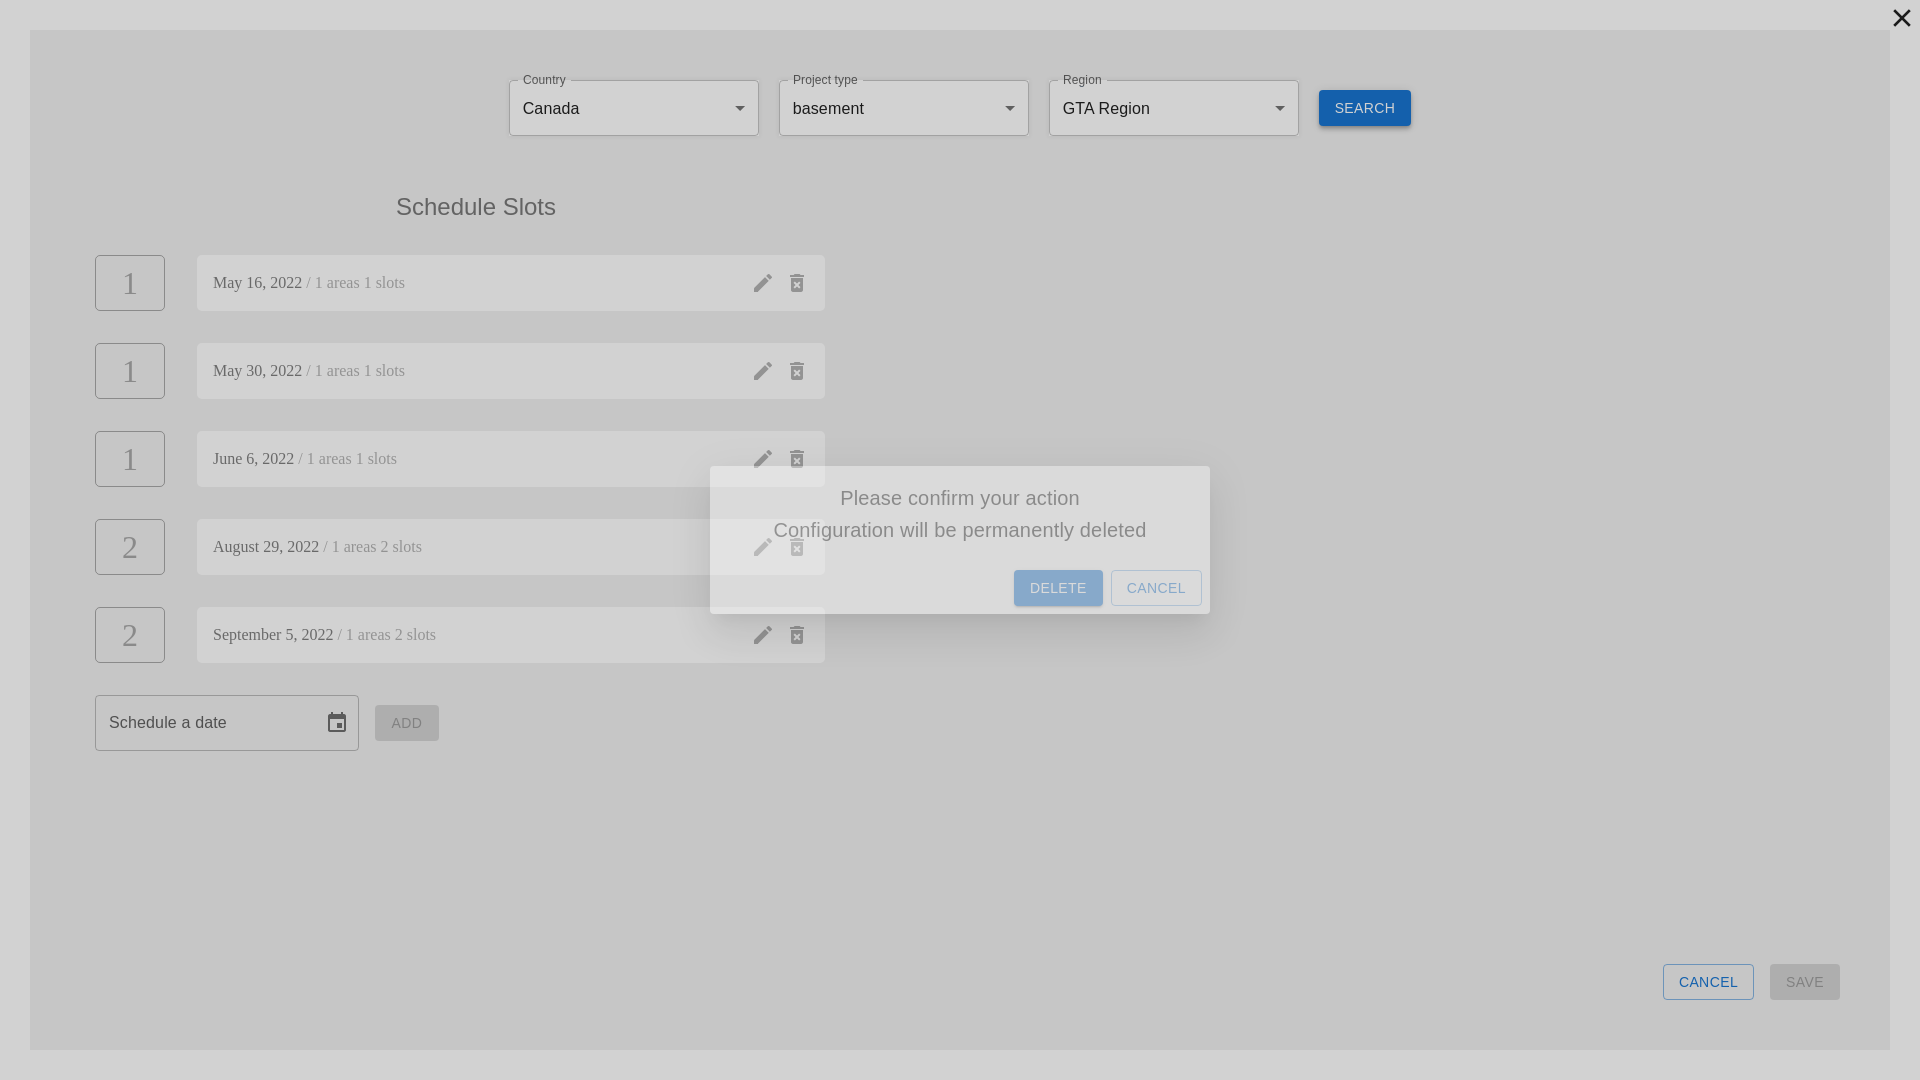 Country
Canada
Project type
basement
Region
GTA Region
SEARCH
Schedule Slots
1
May 16, 2022 / 1 areas 1 slots
1
May 30, 2022 / 1 areas 1 slots
1
June 6, 2022 / 1 areas 1 slots
2
August 29, 2022 / 1 areas 2 slots
2
September 5, 2022 / 1 areas 2 slots
Please confirm your action
Configuration will be permanently deleted
DELETE
CANCEL
Schedule a date
ADD
CANCEL
SAVE